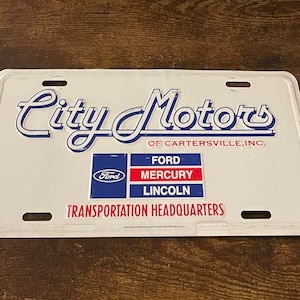 City Motors
OF CARTERSVILLE, INC.
Ford
FORD
MERCURY
LINCOLN
TRANSPORTATION HEADQUARTERS